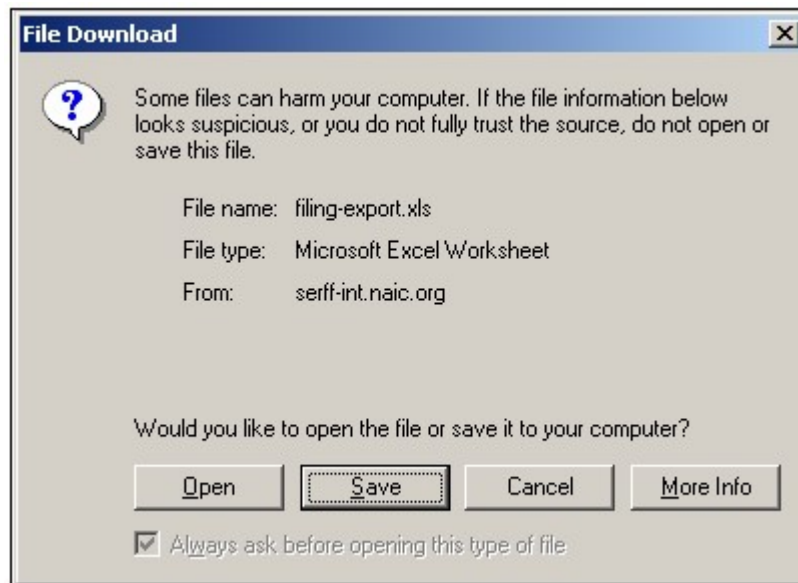 File Download
Some files can harm your computer. If the file information below
looks suspicious, or you do not fully trust the source, do not open or
save this file.
File name: filing-export.xls
File type: Microsoft Excel Worksheet
From: serff-int.naic.org
Would you like to open the file or save it to your computer?
Open Save Cancel More Info
Always ask before opening this type of file